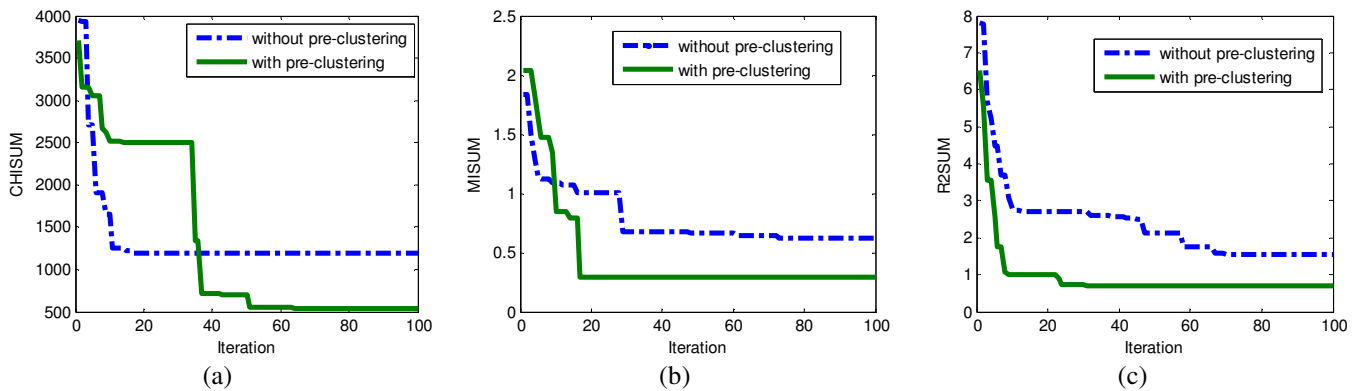 4000
3500
3000
2500
2000
1500
1000
500
CHISUM
without pre-clustering
with pre-clustering
0
20
40
60
80
100
Iteration
(a)
2.5
2
1.5
1
0.5
0
MISUM
without pre-clustering
with pre-clustering
0
20
40
60
80
100
Iteration
(b)
8
7
6
5
4
3
2
1
0
R2SUM
without pre-clustering
with pre-clustering
0
20
40
60
80
100
Iteration
(c)